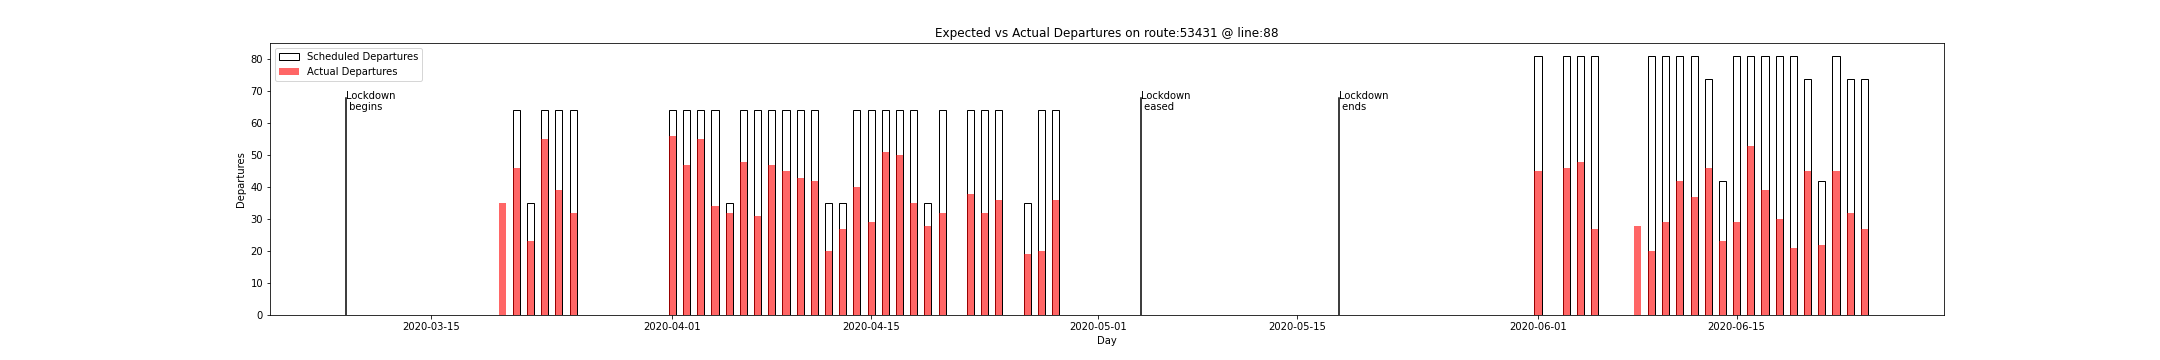 Expected vs Actual Departures on route:53431 @ line:88
Scheduled Departures
Actual Departures
80
70
60
50
40
30
20
10
0
Departures
Lockdown
begins
Lockdown
eased
Lockdown
ends
2020-03-15
2020-04-01
2020-04-15
2020-05-01
2020-05-15
2020-06-01
2020-06-15
Day